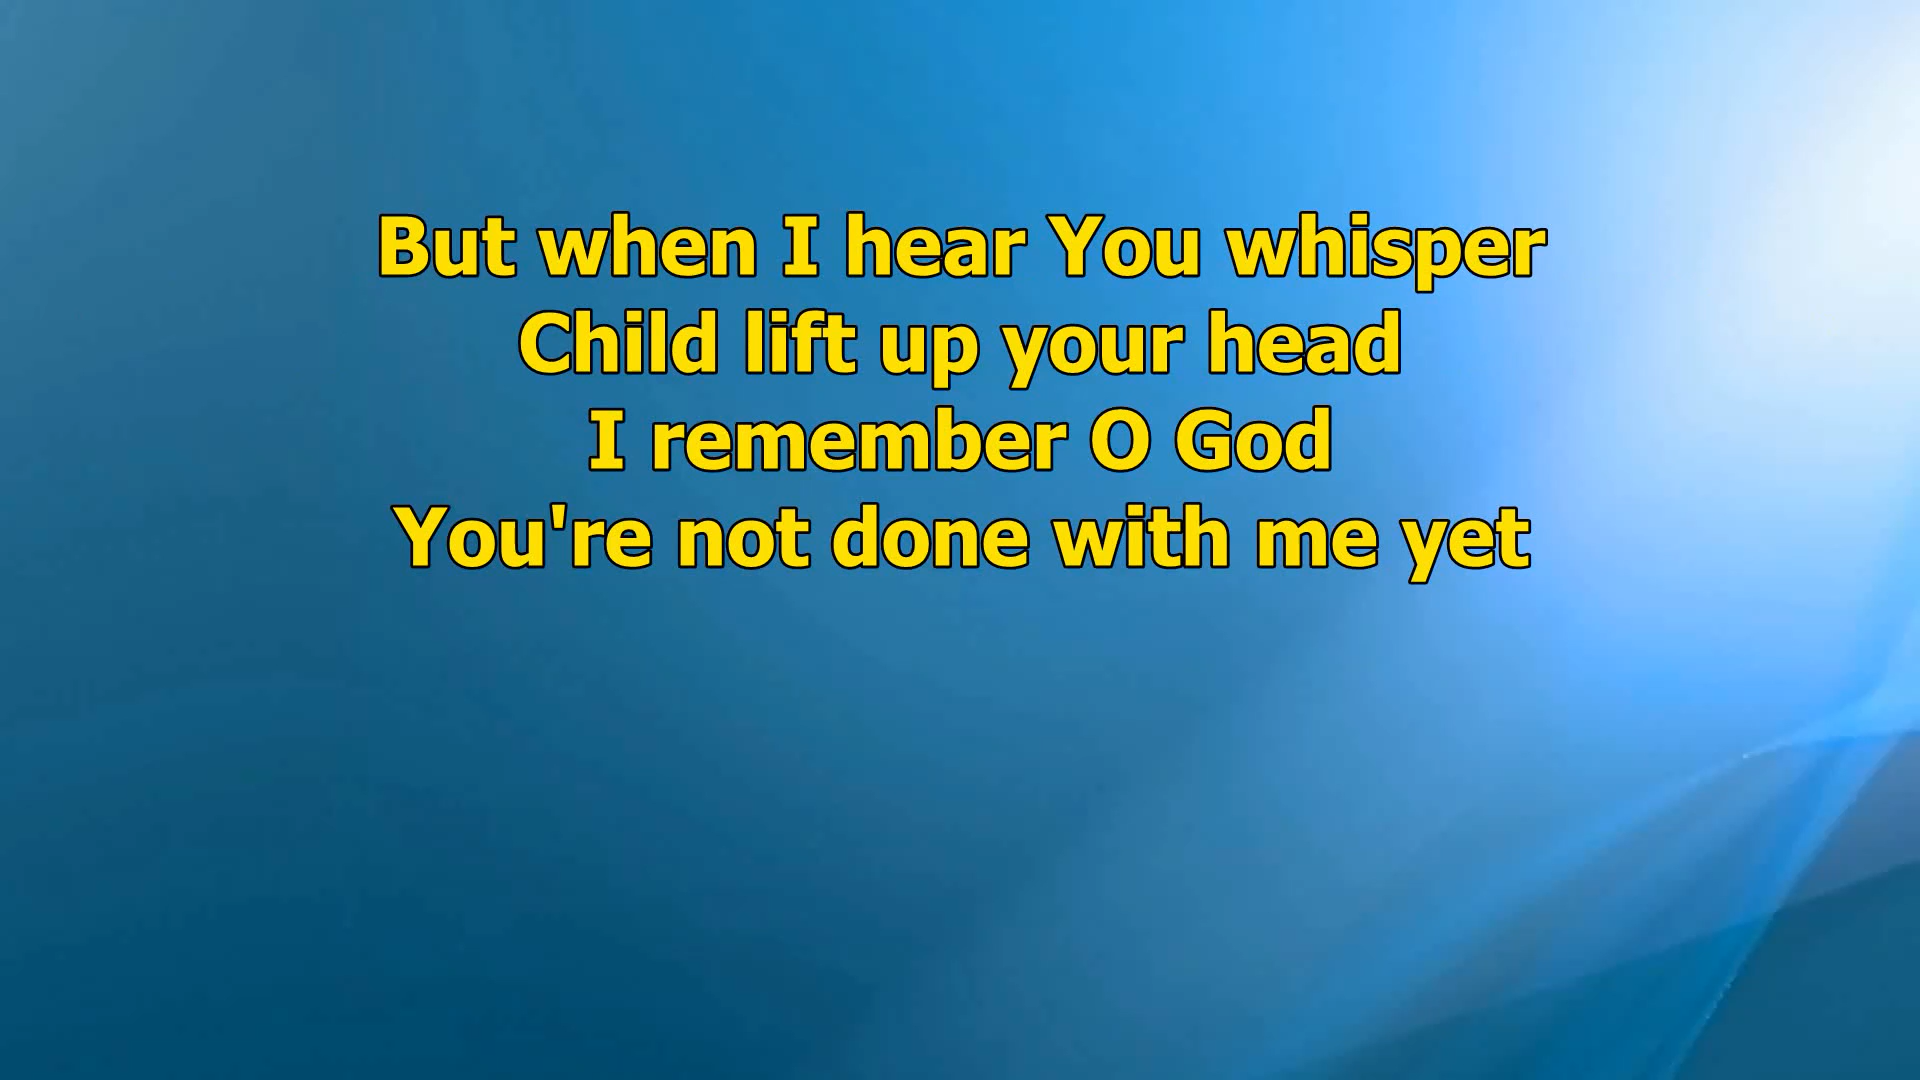 But when I hear You whisper
Child lift up your head
I remember O God
You're not done with me yet